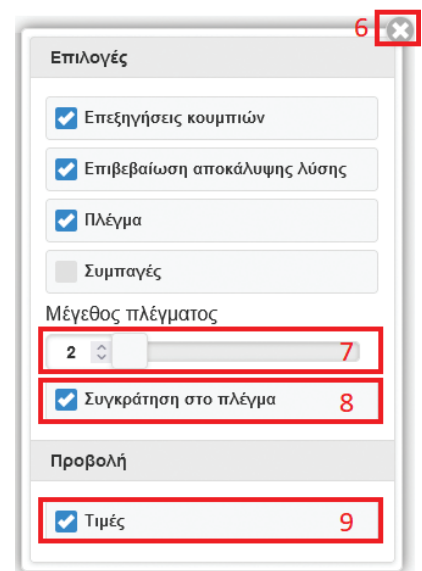 6
Επιλογές
Επεξηγήσεις κουμπιών
Επιβεβαίωση αποκάλυψης λύσης
Πλέγμα
Συμπαγές
Μέγεθος πλέγματος
2 7
Συγκράτηση στο πλέγμα 8
Προβολή
Τιμές 9